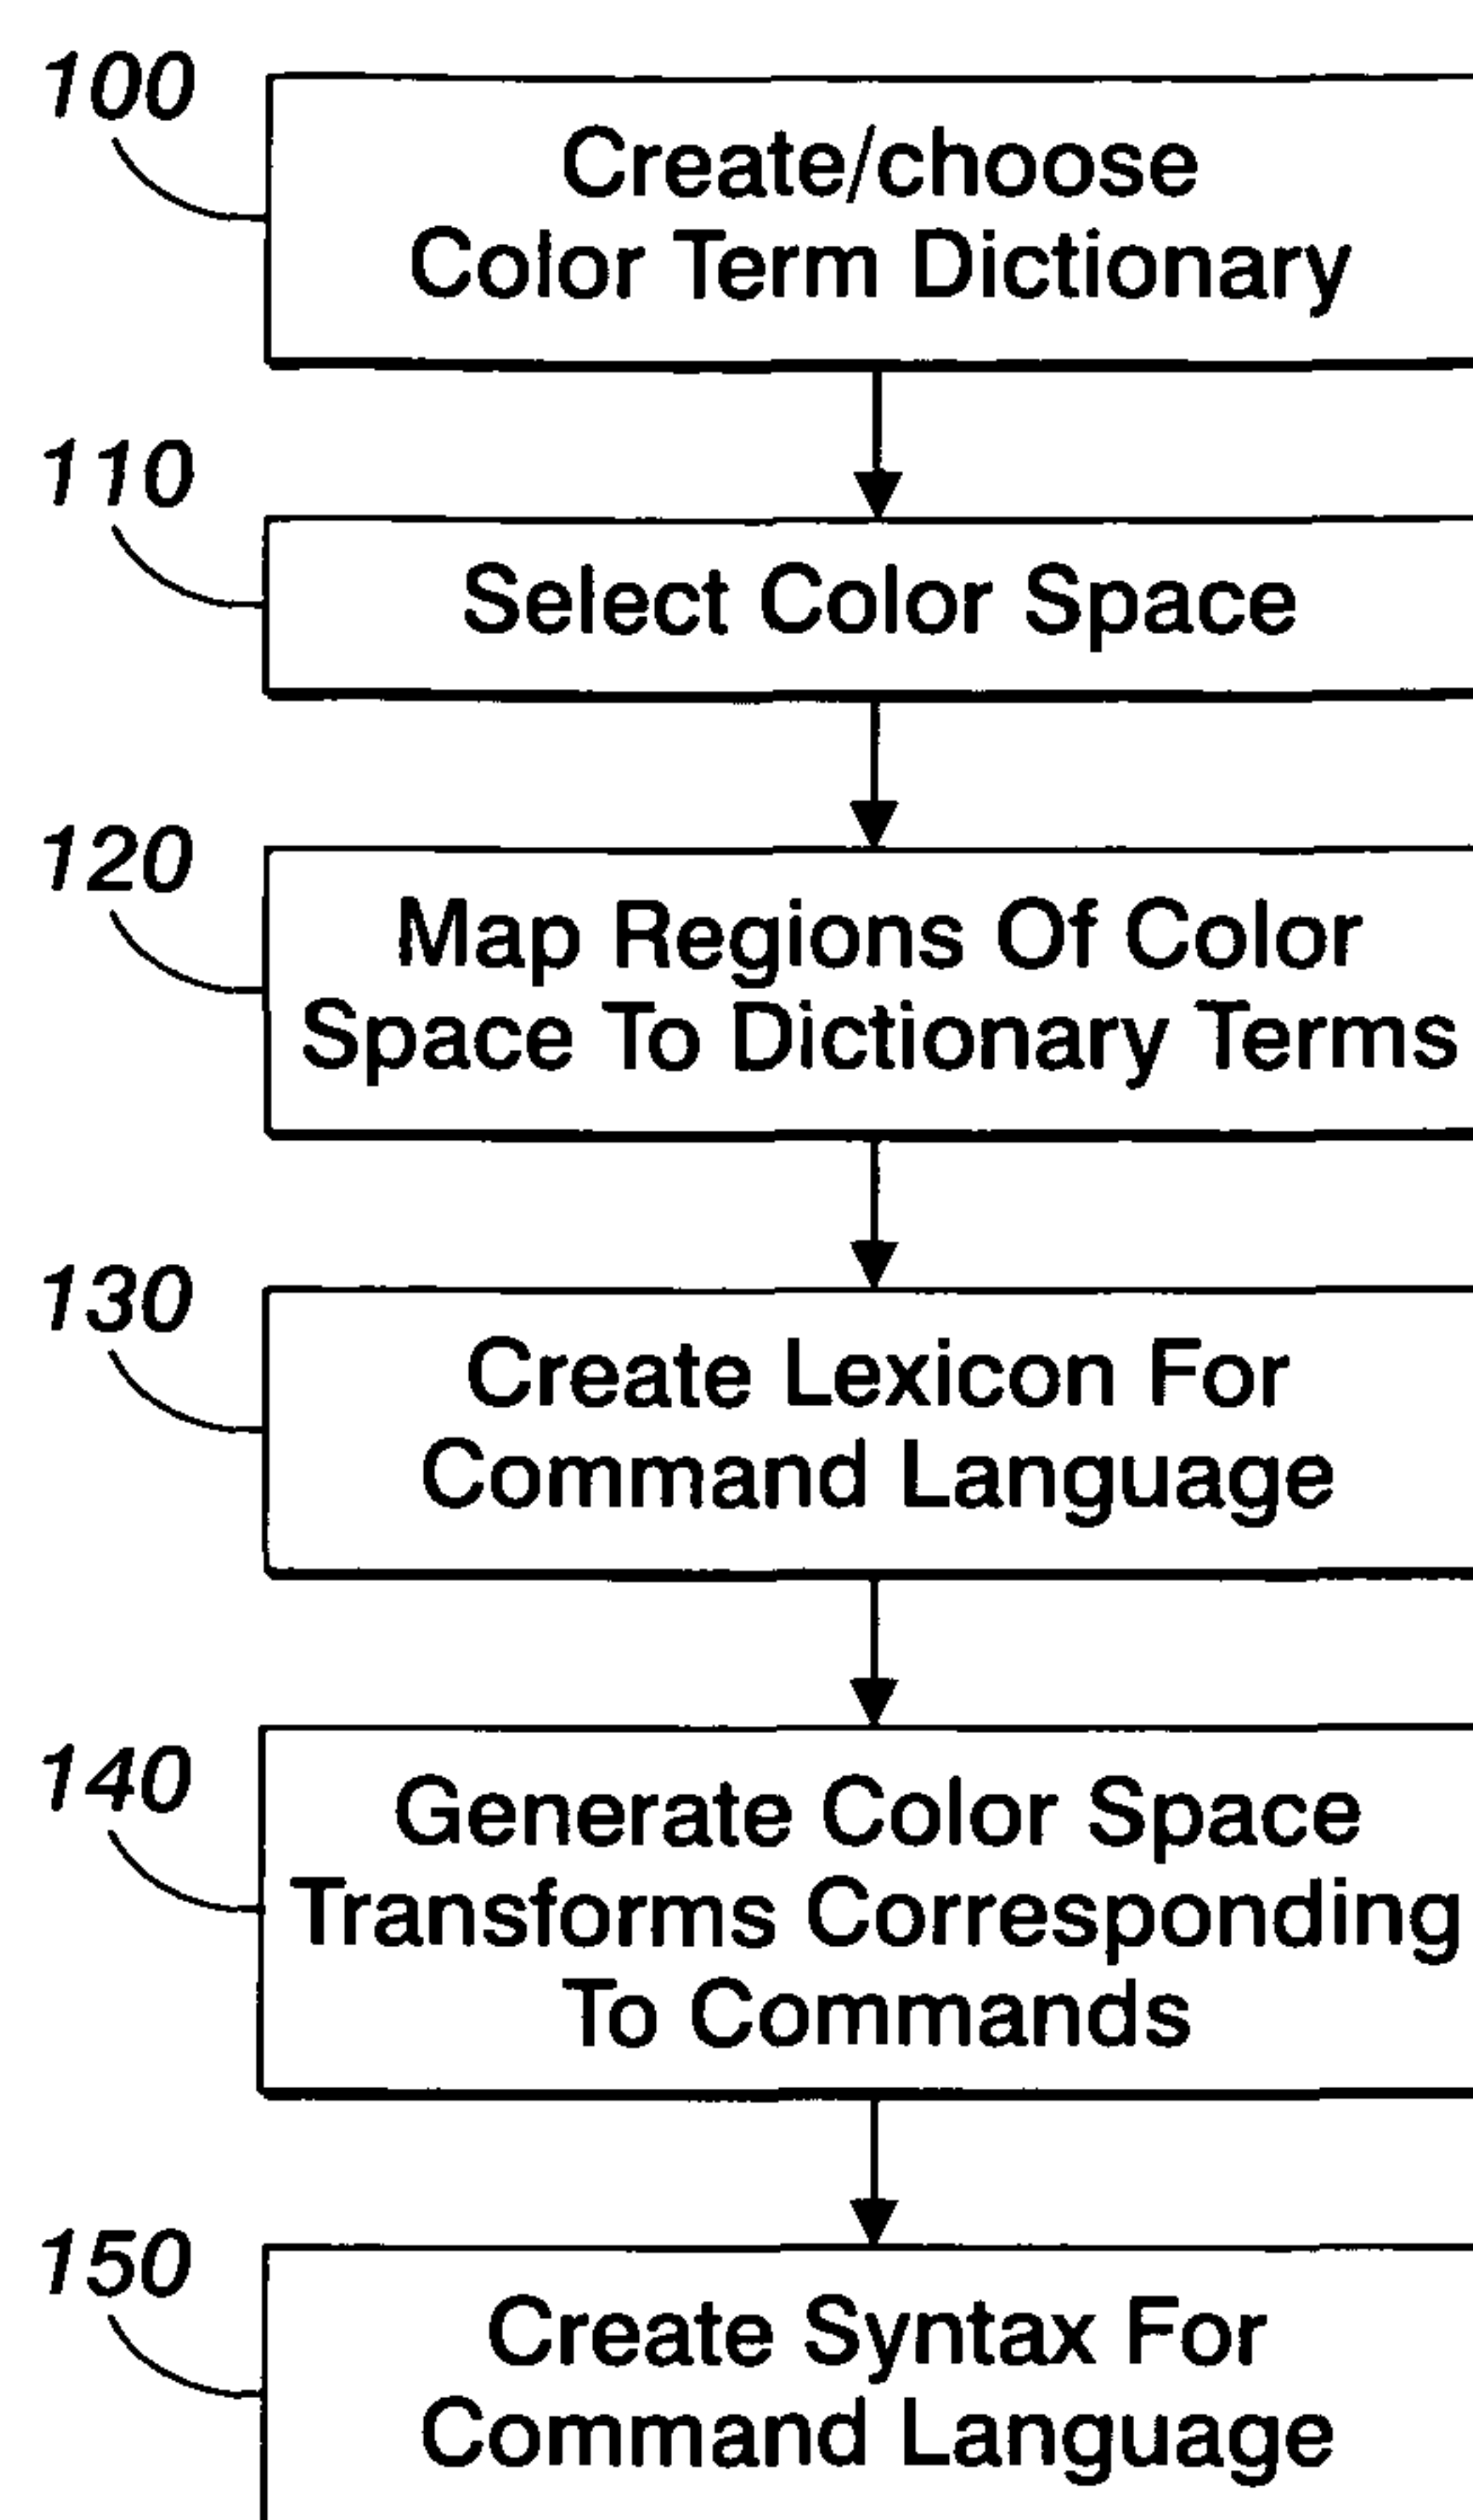 100
Create/choose
Color Term Dictionary
110
Select Color Space
120
Map Regions Of Color
Space To Dictionary Terms
130
Create Lexicon For
Command Language
140
Generate Color Space
Transforms Corresponding
To Commands
150
Create Syntax For
Command Language